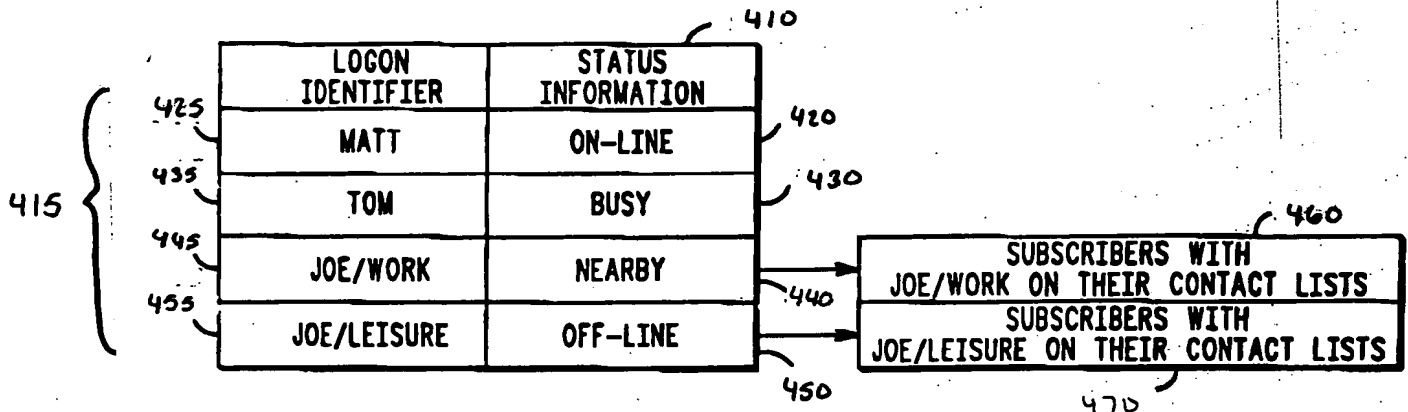 410
LOGON IDENTIFIER
STATUS INFORMATION
415
425
MATT
ON-LINE
420
435
TOM
BUSY
430
445
JOE/WORK
NEARBY
440
460
SUBSCRIBERS WITH
JOE/WORK ON THEIR CONTACT LISTS
455
JOE/LEISURE
OFF-LINE
450
SUBSCRIBERS WITH
JOE/LEISURE ON THEIR CONTACT LISTS
470